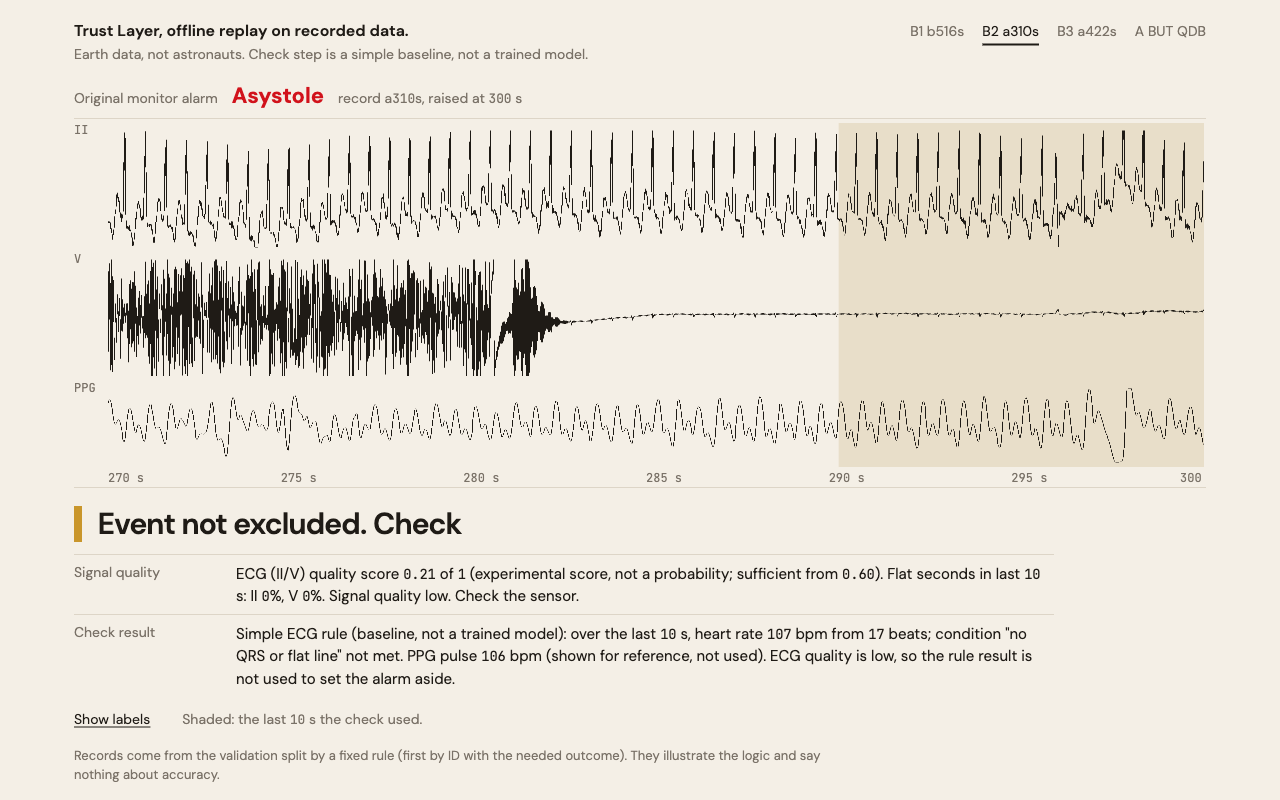 Trust Layer, offline replay on recorded data.
B1 b516s B2 a310s B3 a422s A BUT QDB
Earth data, not astronauts. Check step is a simple baseline, not a trained model.
Original monitor alarm Asystole record a310s, raised at 300 s
II
V
PPG
270 s 275 s 280 s 285 s 290 s 295 s 300
Event not excluded. Check
Signal quality
ECG (II/V) quality score 0.21 of 1 (experimental score, not a probability; sufficient from 0.60). Flat seconds in last 10
s: II 0%, V 0%. Signal quality low. Check the sensor.
Check result
Simple ECG rule (baseline, not a trained model): over the last 10 s, heart rate 107 bpm from 17 beats; condition "no
QRS or flat line" not met. PPG pulse 106 bpm (shown for reference, not used). ECG quality is low, so the rule result is
not used to set the alarm aside.
Show labels Shaded: the last 10 s the check used.
Records come from the validation split by a fixed rule (first by ID with the needed outcome). They illustrate the logic and say
nothing about accuracy.